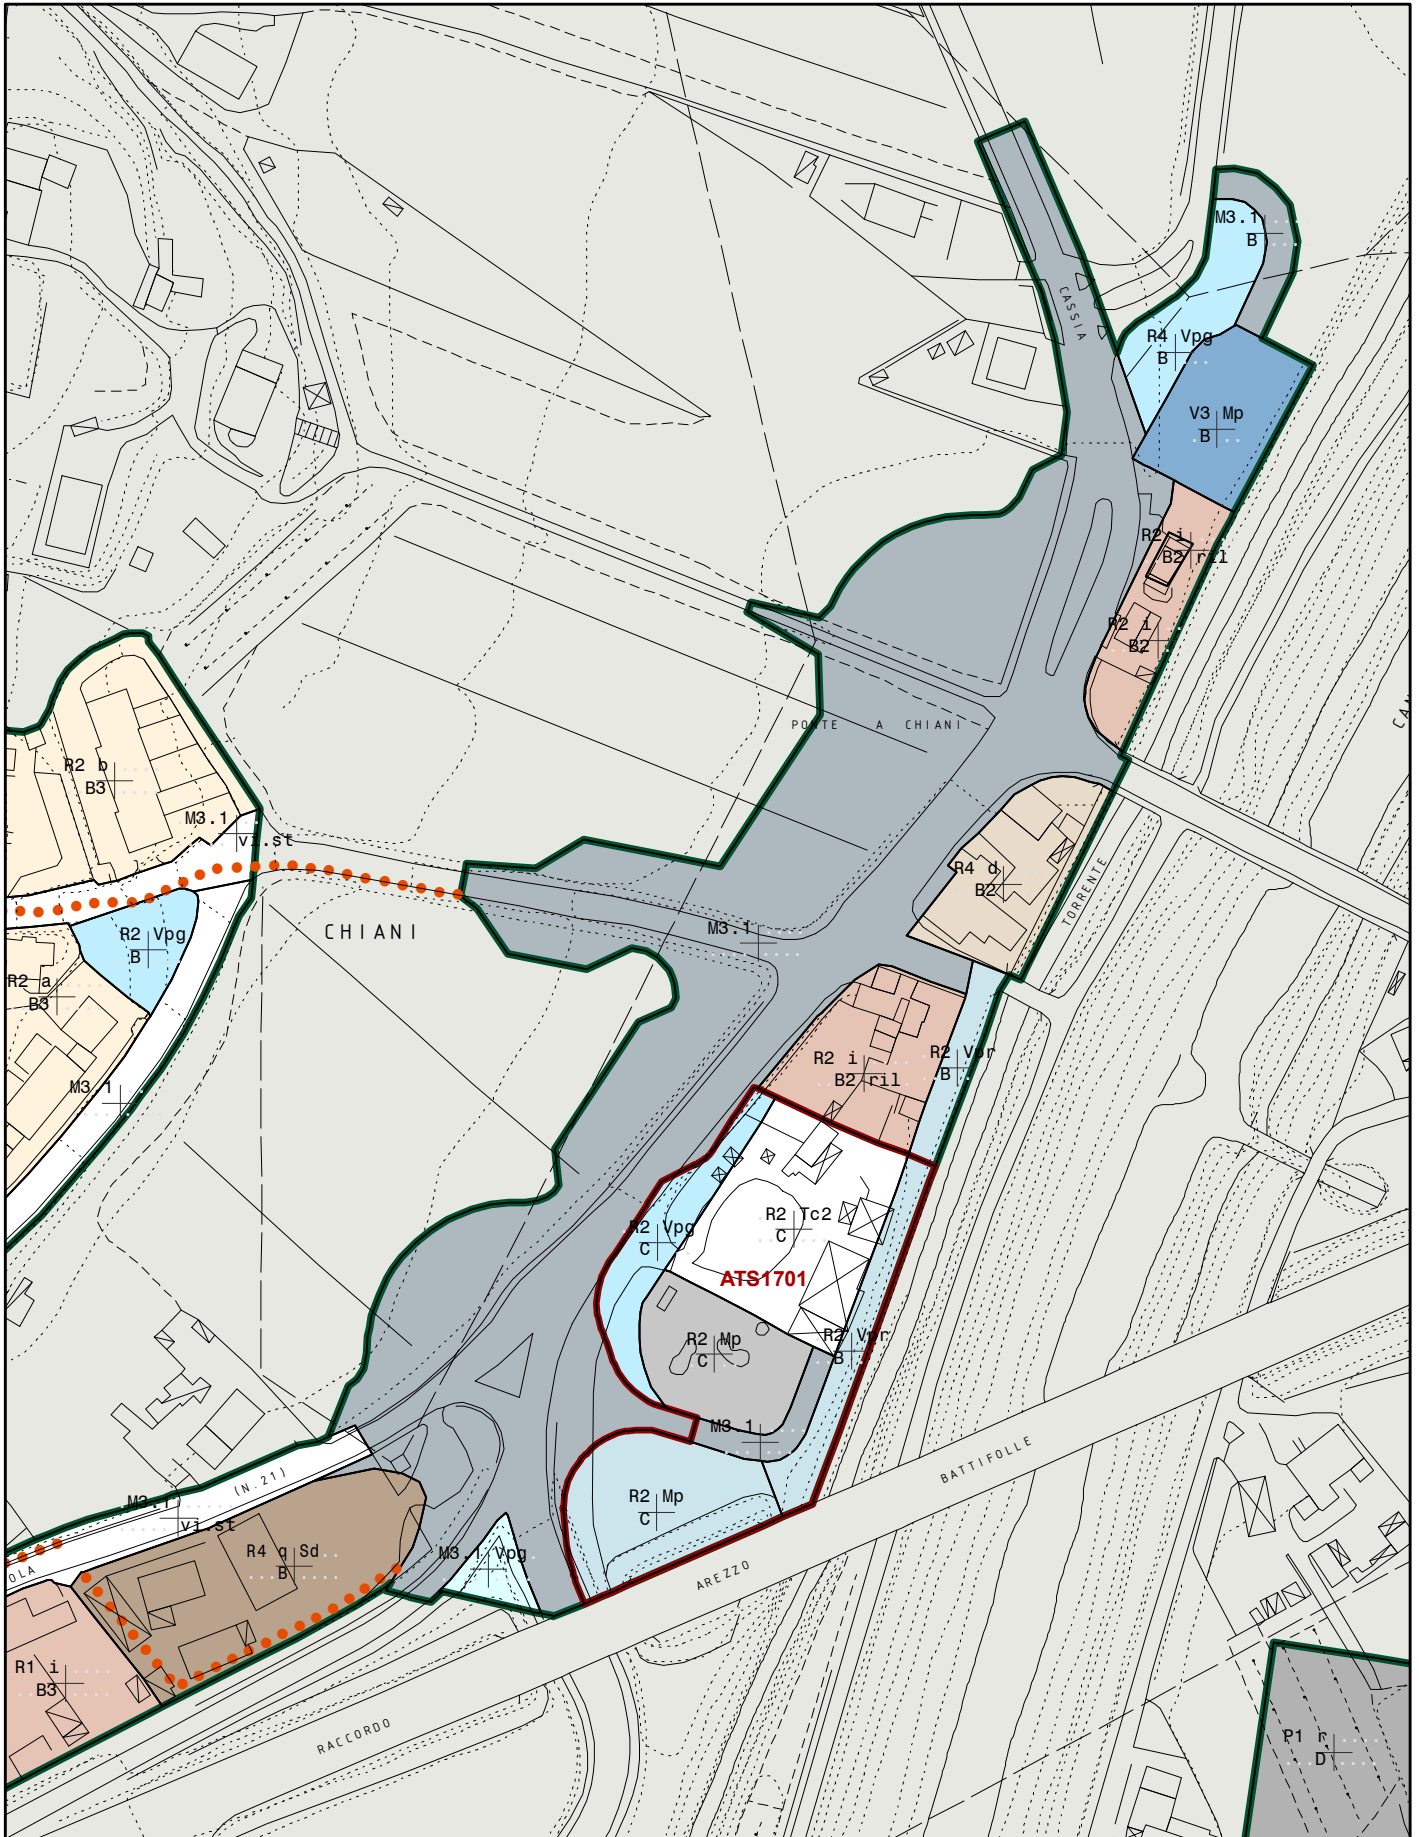 M3.1
B
CASSIA
R4 Vpg
B
V3 Mp
B
R2 i
B2 ril
R2 i
B2
PONTE A CHIANI
R2 b
B3
M3.1
vi.st
R4 d
B2
TORRENTE
CHIANI
M3.1
R2 Vpg
B
R2 a
B3
R2 i
B2 ril
R2 Vpr
B
M3.1
R2 Vpg
C
R2 Tc2
C
ATS1701
R2 Mp
C
R2 Vpr
B
M3.1
BATTIFOLLE
(N.21)
M3.1
vi.st
R2 Mp
C
R4 q Sd
B
M3.1 Vpg
AREZZO
OLA
R1 i
B3
RACCORDO
P1 r
D